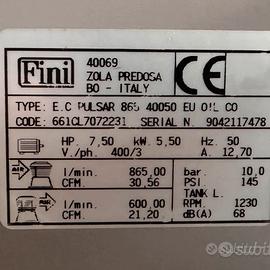 Fini
40069
ZOLA PREDOSA
BO - ITALY
CE
TYPE: E.C PULSAR 865 40050 EU OIL CO
CODE: 661CL7072231 SERIAL N. 9042117478
HP. 7,50 kW. 5,50 Hz. 50
V./ph. 400/3 A. 12,70
AIR
l/min. 865,00 bar. 10,0
CFM. 30,56 PSI. 145
TANK L.
l/min. 600,00 RPM. 1230
CFM. 21,20 dB(A) 68
subito